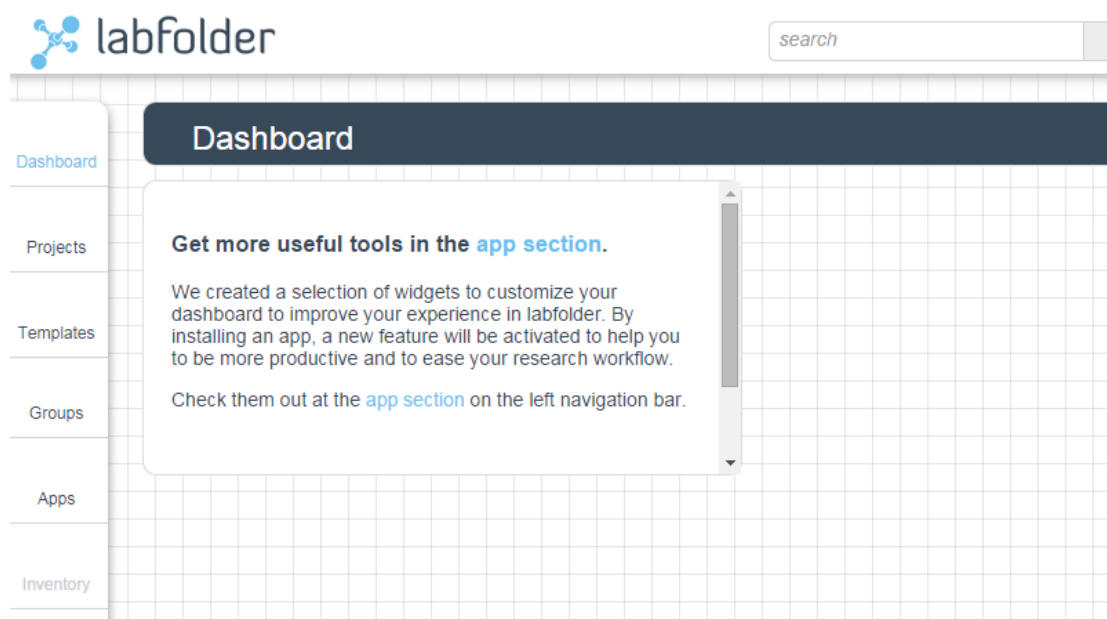 labfolder
search
Dashboard
Dashboard
Projects
Templates
Groups
Apps
Inventory
Get more useful tools in the app section.
We created a selection of widgets to customize your
dashboard to improve your experience in labfolder. By
installing an app, a new feature will be activated to help you
to be more productive and to ease your research workflow.
Check them out at the app section on the left navigation bar.